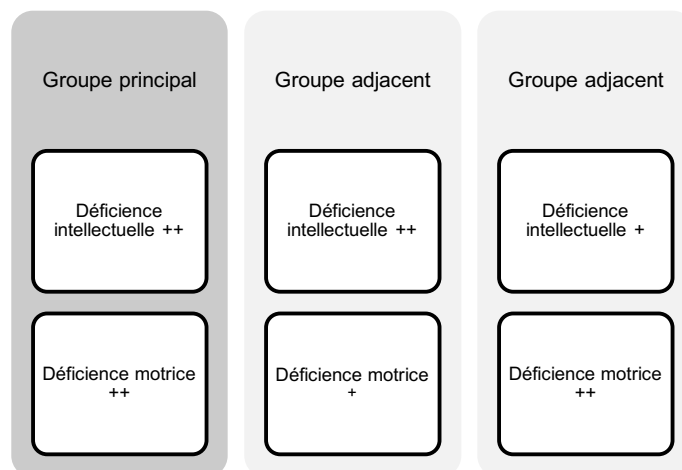 Groupe principal
Déficience
intellectuelle ++
Déficience motrice
++
Groupe adjacent
Déficience
intellectuelle ++
Déficience motrice
+
Groupe adjacent
Déficience
intellectuelle +
Déficience motrice
++